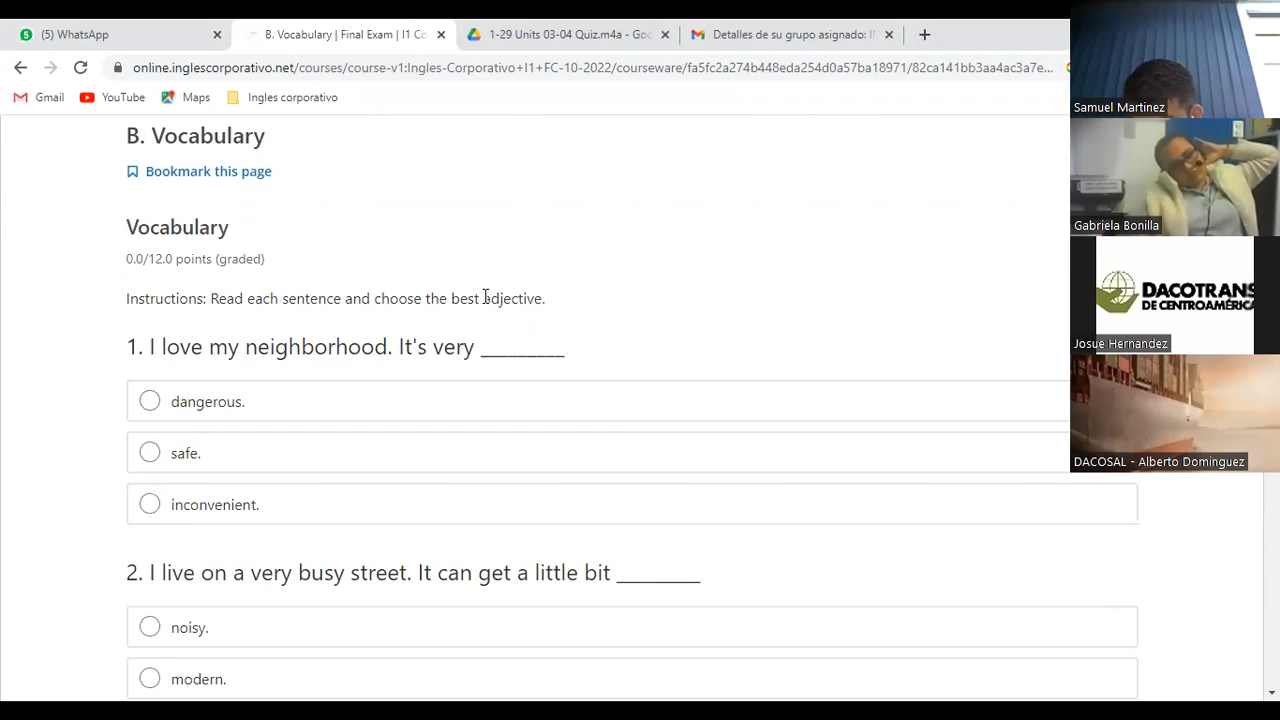 (5) WhatsApp
B. Vocabulary | Final Exam | I1 Co
1-29 Units 03-04 Quiz.m4a - Goo
Detalles de su grupo asignado: I
online.inglescorporativo.net/courses/course-v1:Ingles-Corporativo+I1+FC-10-2022/courseware/fa5fc2a274b448eda254d0a57ba18971/82ca141bb3aa4ac3a7e...
Gmail
YouTube
Maps
Ingles corporativo
B. Vocabulary
Bookmark this page
Vocabulary
0.0/12.0 points (graded)
Instructions: Read each sentence and choose the best adjective.
1. I love my neighborhood. It's very _________
dangerous.
safe.
inconvenient.
2. I live on a very busy street. It can get a little bit _________
noisy.
modern.
Samuel Martinez
Gabriela Bonilla
DACOTRANS
DE CENTROAMÉRICA
Josue Hernandez
DACOSAL - Alberto Dominguez